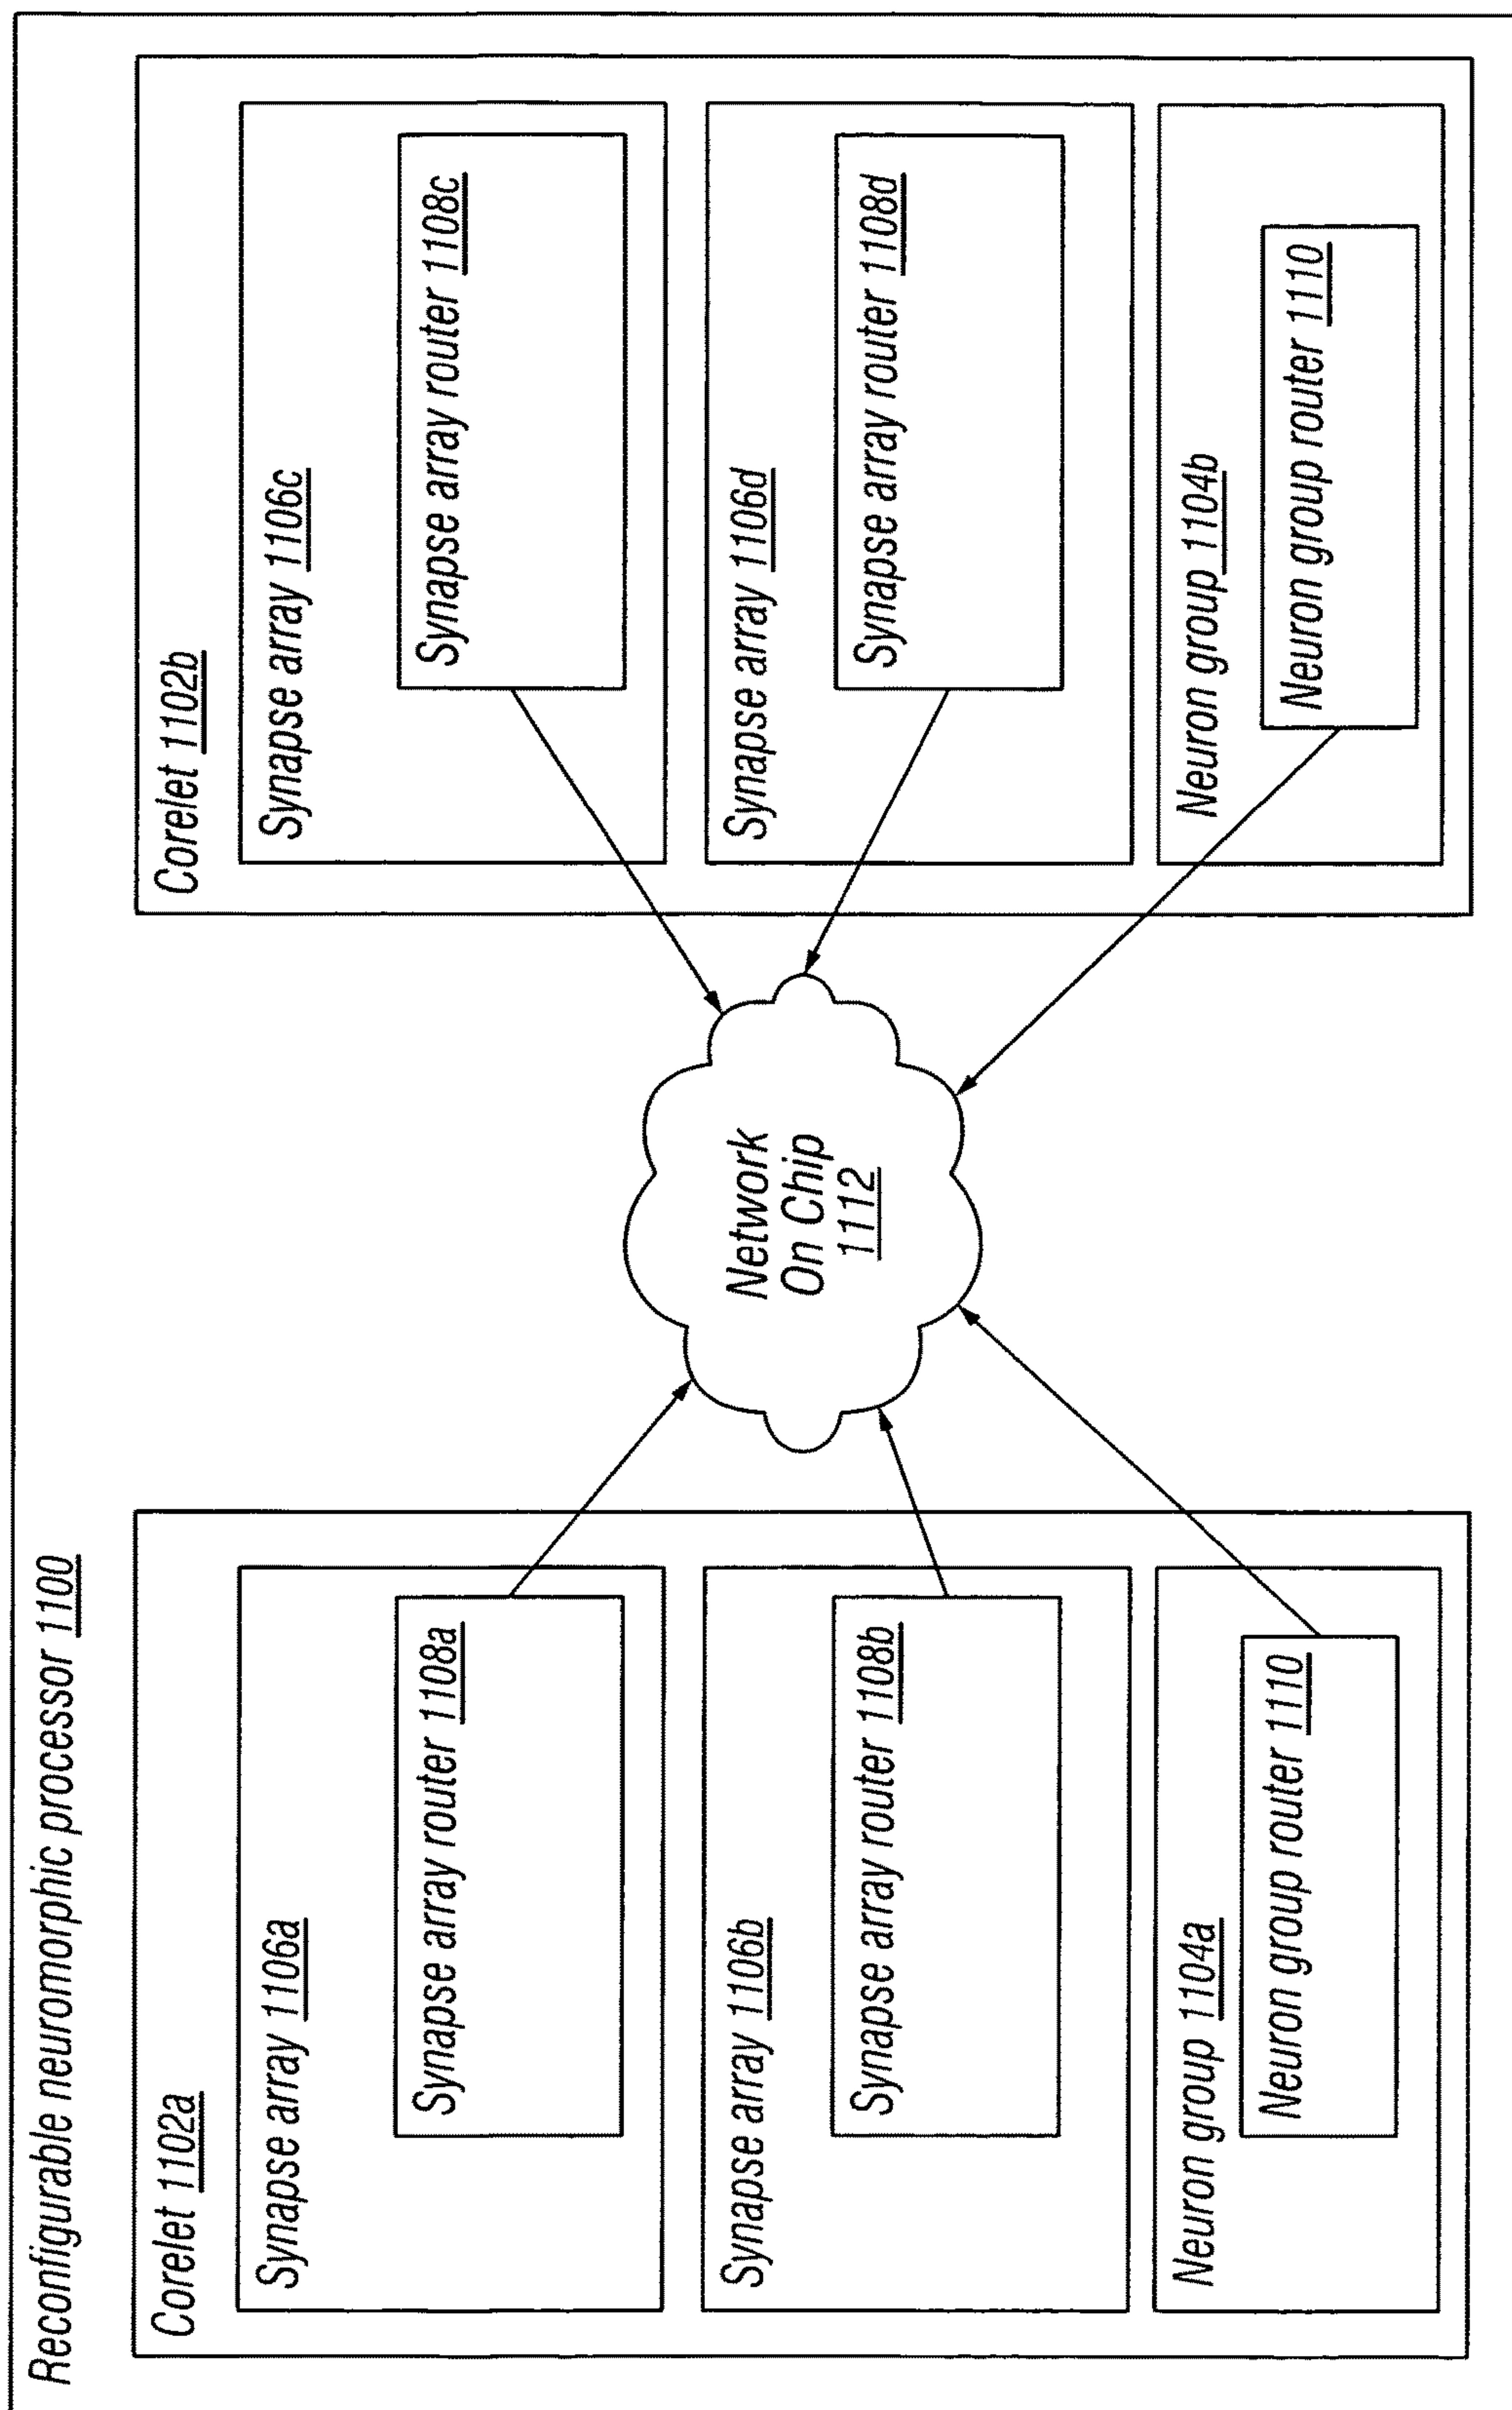 Reconfigurable neuromorphic processor 1100
Corelet 1102a
Synapse array 1106a
Synapse array router 1108a
Synapse array 1106b
Synapse array router 1108b
Neuron group 1104a
Neuron group router 1110
Network
On Chip
1112
Corelet 1102b
Synapse array 1106c
Synapse array router 1108c
Synapse array 1106d
Synapse array router 1108d
Neuron group 1104b
Neuron group router 1110